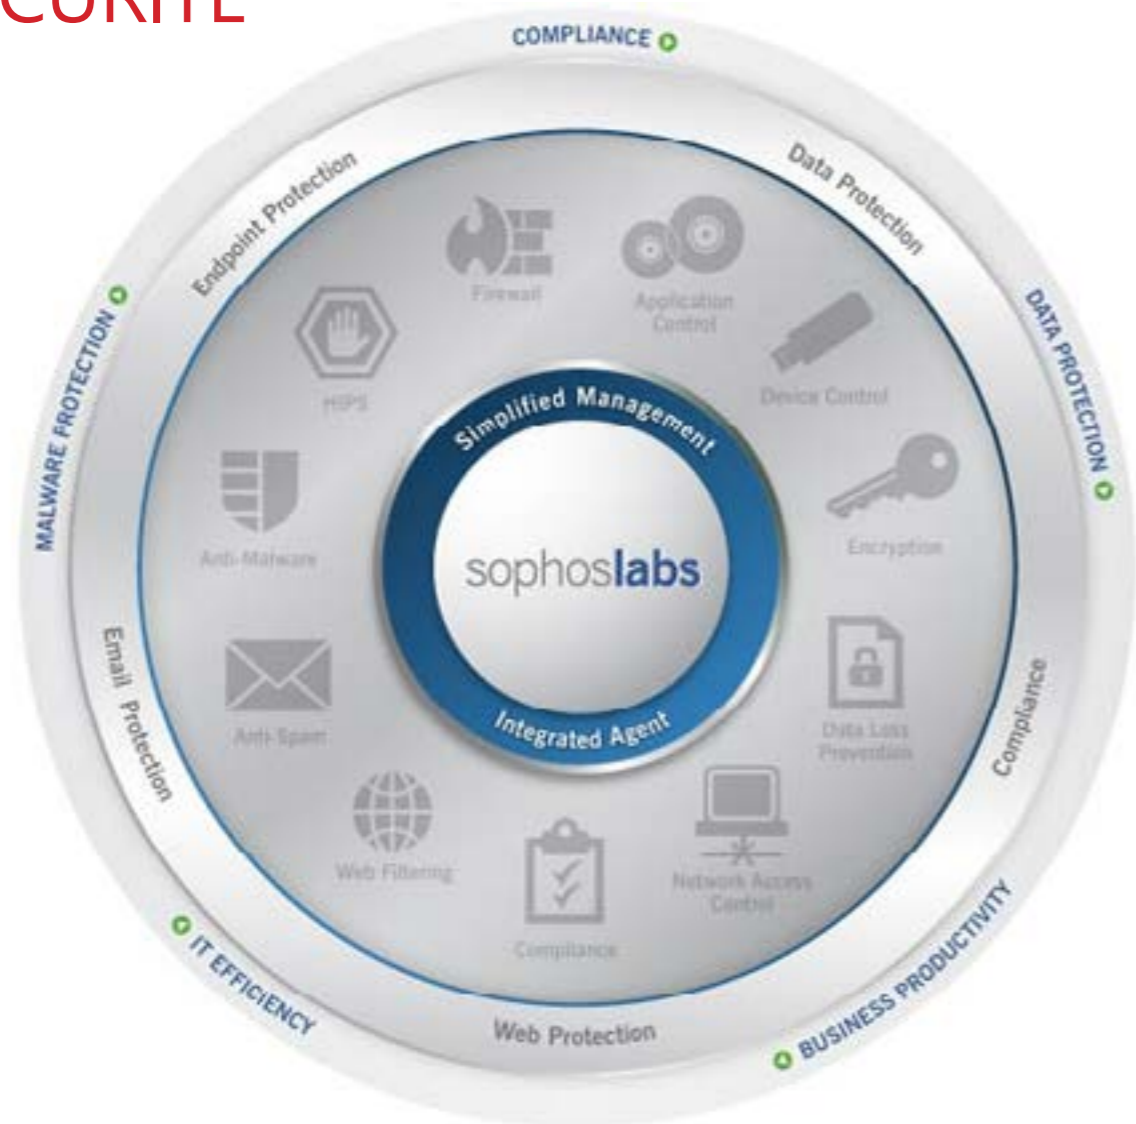 CURITÉ
COMPLIANCE
Data Protection
Endpoint Protection
Firewall
Application
Control
DATA PROTECTION
MALWARE PROTECTION
HIPS
Device Control
Simplified Management
Anti-Malware
Encryption
sophoslabs
Email Protection
Compliance
Anti-Spam
Integrated Agent
Data Loss
Prevention
Web Filtering
Network Access
Control
Compliance
IT EFFICIENCY
BUSINESS PRODUCTIVITY
Web Protection